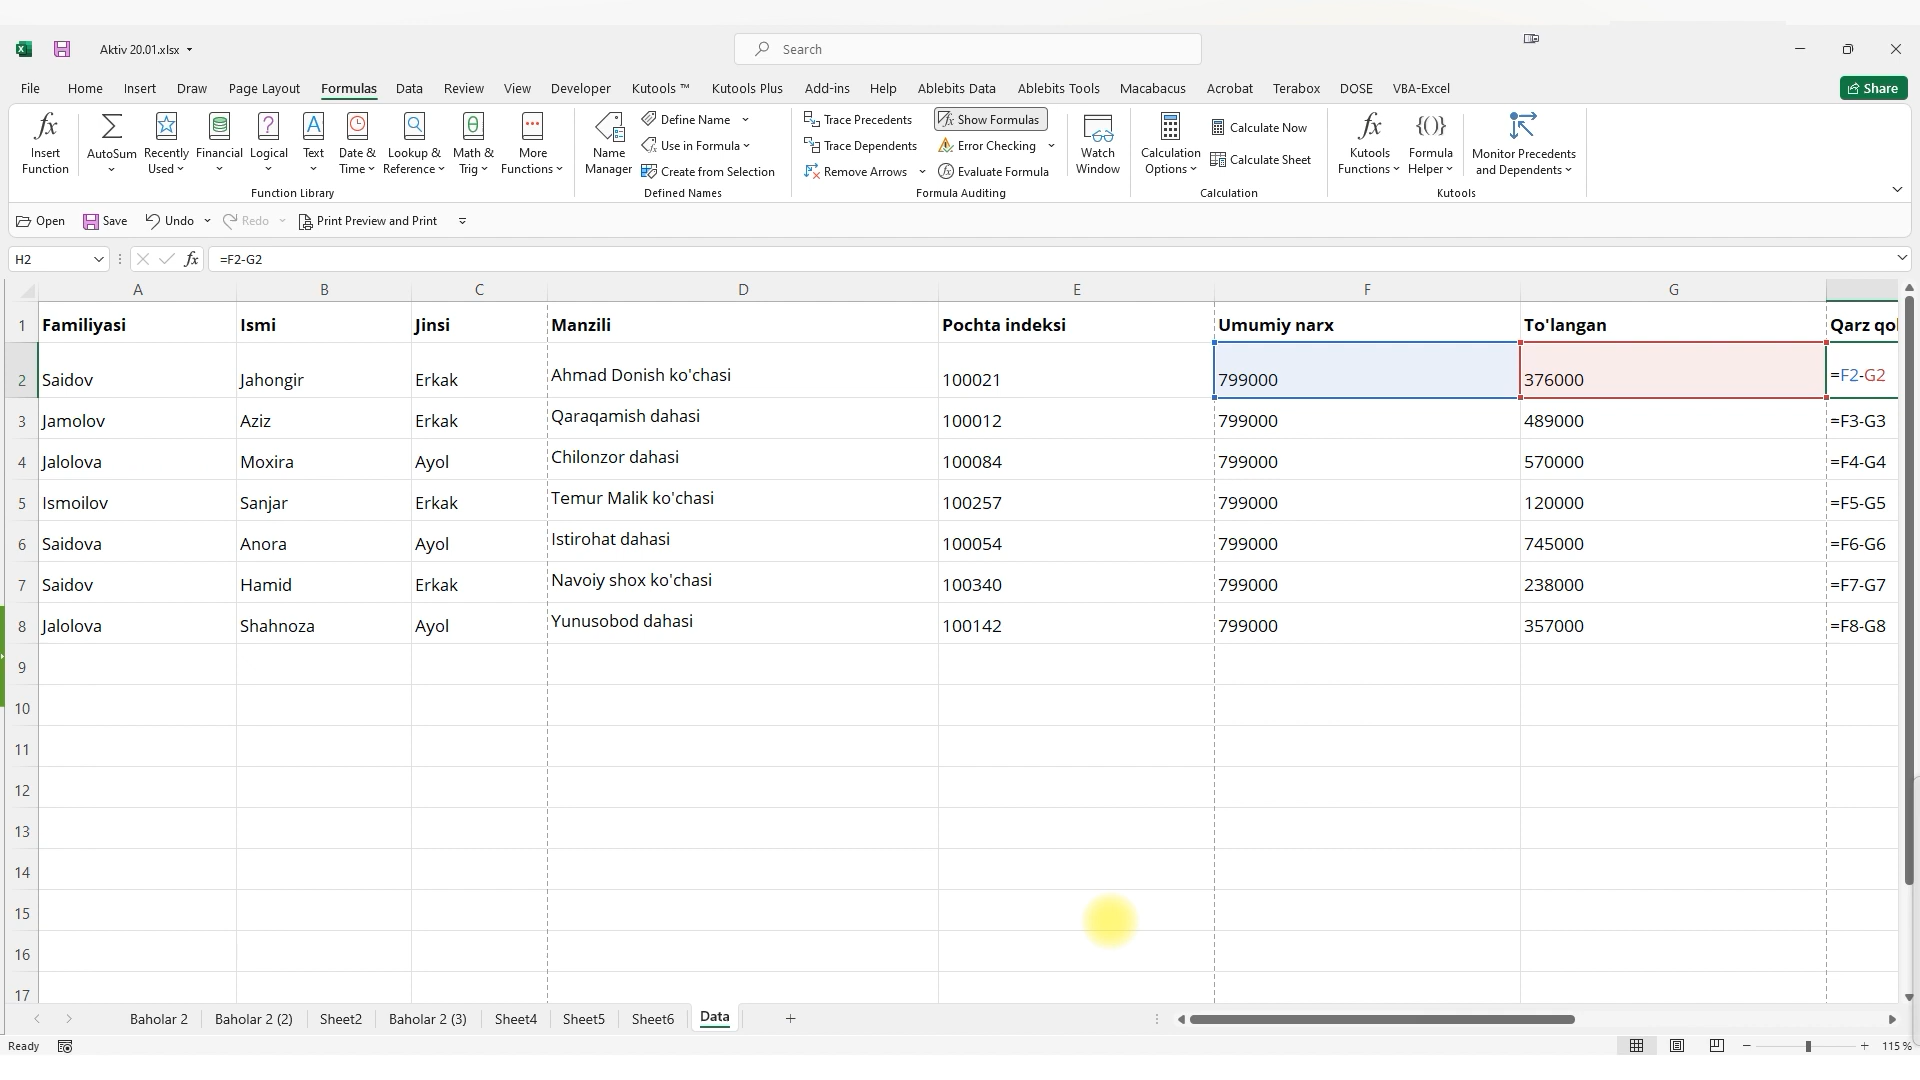 Aktiv 20.01.xlsx
Search
File Home Insert Draw Page Layout Formulas Data Review View Developer Kutools ™ Kutools Plus Add-ins Help Ablebits Data Ablebits Tools Macabacus Acrobat Terabox DOSE VBA-Excel Share
Insert Function
AutoSum
Recently Used
Financial
Logical
Text
Date & Time
Lookup & Reference
Math & Trig
More Functions
Function Library
Name Manager
Define Name
Use in Formula
Create from Selection
Defined Names
Trace Precedents
Trace Dependents
Remove Arrows
Show Formulas
Error Checking
Evaluate Formula
Formula Auditing
Watch Window
Calculation Options
Calculate Now
Calculate Sheet
Calculation
Kutools Functions
Formula Helper
Monitor Precedents and Dependents
Kutools
Open Save Undo Redo Print Preview and Print
H2 fx =F2-G2
A B C D E F G
1 Familiyasi Ismi Jinsi Manzili Pochta indeksi Umumiy narx To'langan Qarz qo
2 Saidov Jahongir Erkak Ahmad Donish ko'chasi 100021 799000 376000 =F2-G2
3 Jamolov Aziz Erkak Qaraqamish dahasi 100012 799000 489000 =F3-G3
4 Jalolova Moxira Ayol Chilonzor dahasi 100084 799000 570000 =F4-G4
5 Ismoilov Sanjar Erkak Temur Malik ko'chasi 100257 799000 120000 =F5-G5
6 Saidova Anora Ayol Istirohat dahasi 100054 799000 745000 =F6-G6
7 Saidov Hamid Erkak Navoiy shox ko'chasi 100340 799000 238000 =F7-G7
8 Jalolova Shahnoza Ayol Yunusobod dahasi 100142 799000 357000 =F8-G8
9
10
11
12
13
14
15
16
17
Baholar 2 Baholar 2 (2) Sheet2 Baholar 2 (3) Sheet4 Sheet5 Sheet6 Data
Ready 115 %